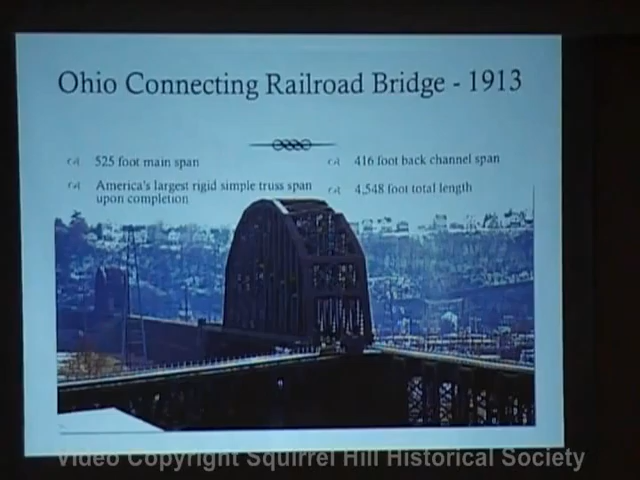 Ohio Connecting Railroad Bridge - 1913
525 foot main span
America's largest rigid simple truss span
upon completion
416 foot back channel span
4,548 foot total length
Video Copyright Squirrel Hill Historical Society